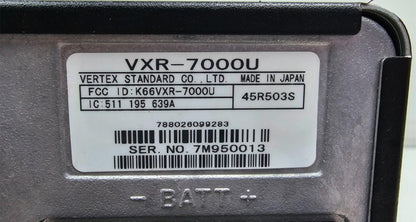 VXR-7000U
VERTEX STANDARD CO., LTD. MADE IN JAPAN
FCC ID:K66VXR-7000U
45R503S
IC:511 195 639A
788026099283
SER. NO. 7M950013
- BATT +